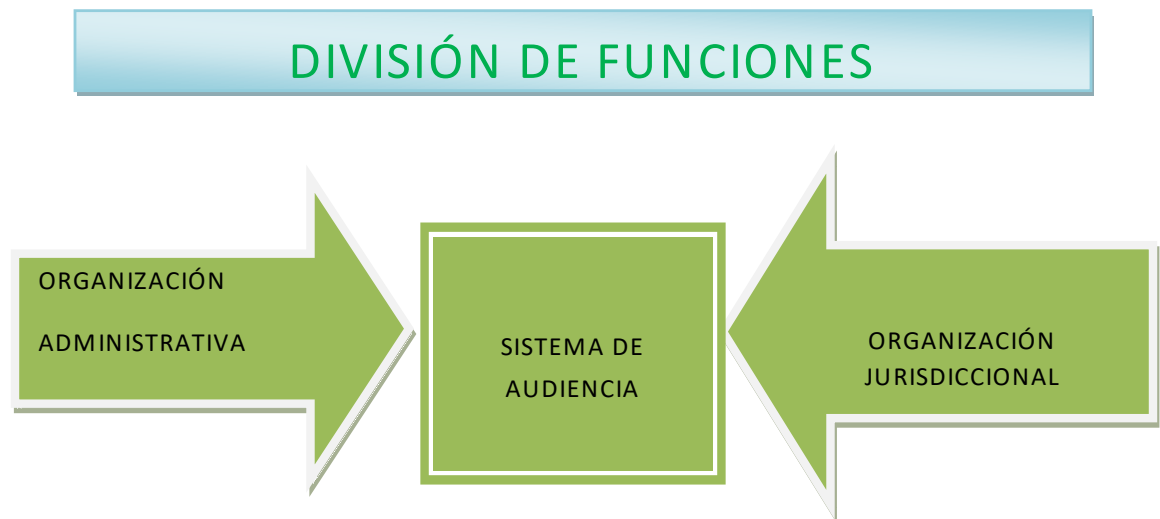 DIVISIÓN DE FUNCIONES
ORGANIZACIÓN
ADMINISTRATIVA
SISTEMA DE
AUDIENCIA
ORGANIZACIÓN
JURISDICCIONAL